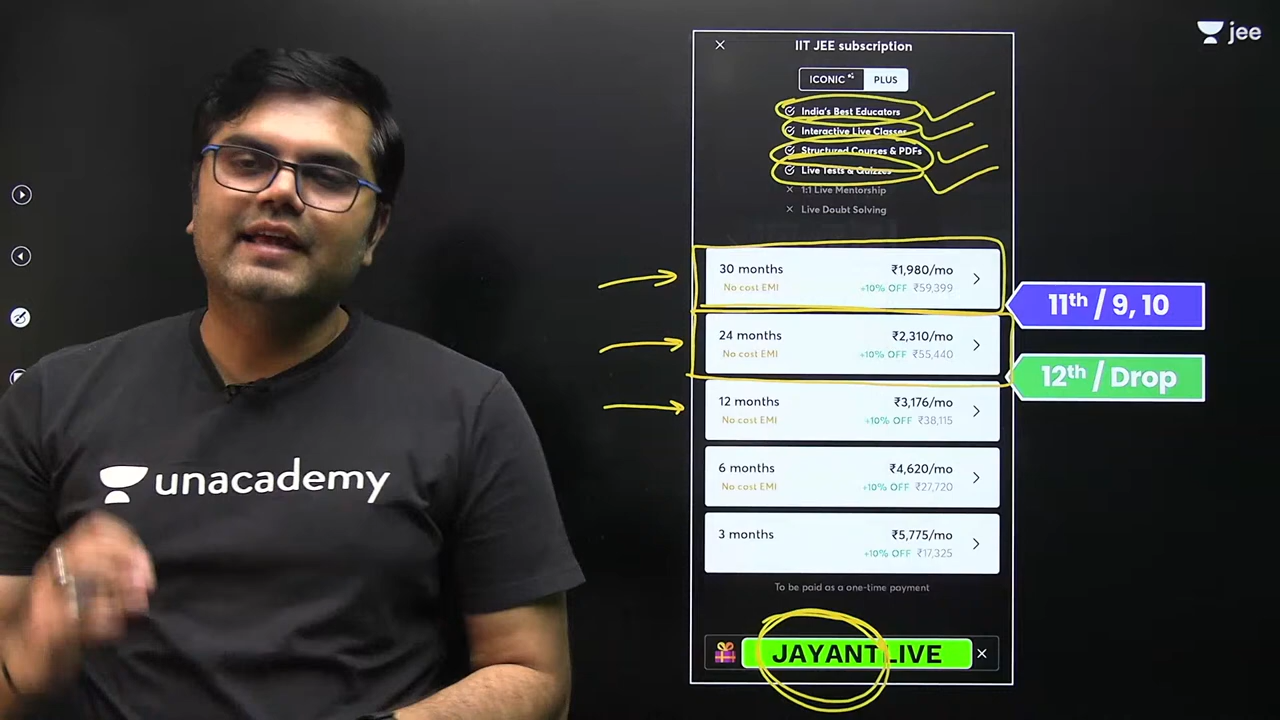 jee
IIT JEE subscription
ICONIC PLUS
India's Best Educators
Interactive Live Classes
Structured Courses & PDFs
Live Tests & Quizzes
1:1 Live Mentorship
Live Doubt Solving
30 months ₹1,980/mo
No cost EMI +10% OFF ₹59,399
11th / 9, 10
24 months ₹2,310/mo
No cost EMI +10% OFF ₹55,440
12th / Drop
12 months ₹3,176/mo
No cost EMI +10% OFF ₹38,115
6 months ₹4,620/mo
No cost EMI +10% OFF ₹27,720
3 months ₹5,775/mo
+10% OFF ₹17,325
To be paid as a one-time payment
JAYANTLIVE
unacademy